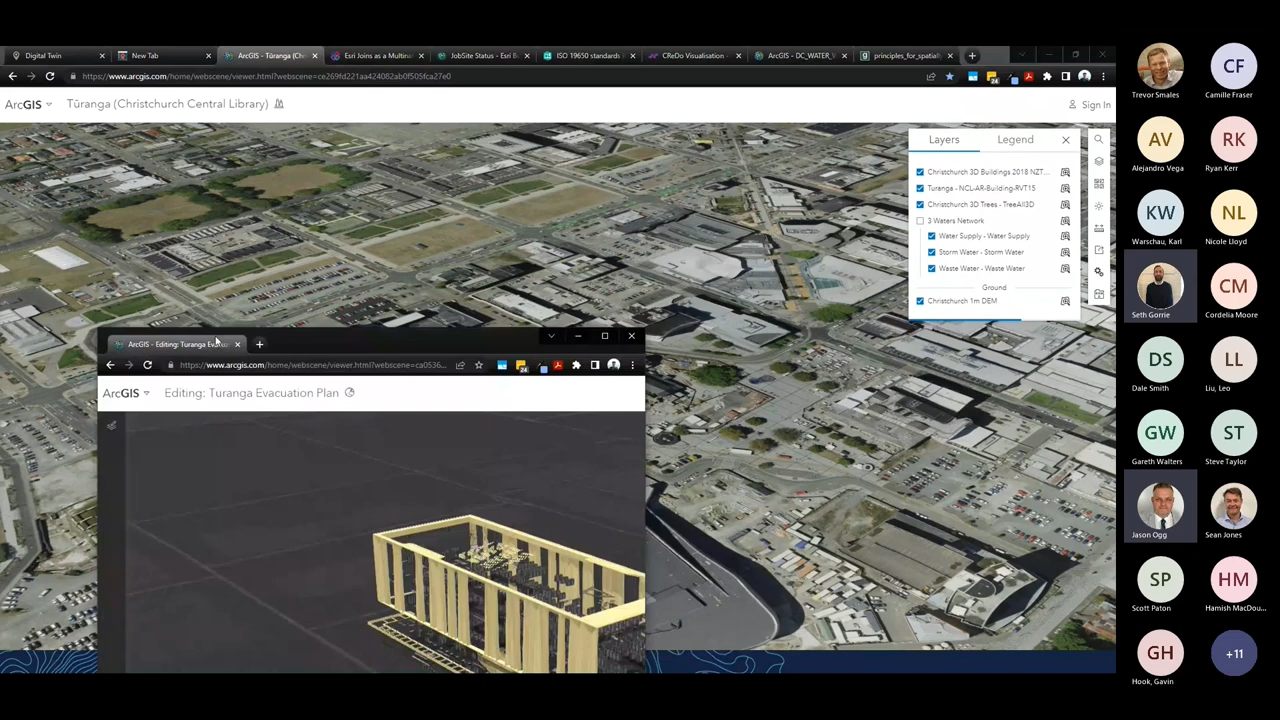 Digital Twin
New Tab
ArcGIS - Tūranga (Ch
Esri Joins as a Multina
JobSite Status - Esri B
ISO 19650 standards i
CReDo Visualisation -
ArcGIS - DC_WATER_V
principles_for_spatiall
https://www.arcgis.com/home/webscene/viewer.html?webscene=ce269fd221aa424082ab0f505fca27e0
ArcGIS
Tūranga (Christchurch Central Library)
Sign In
Layers
Legend
Christchurch 3D Buildings 2018 NZT...
Turanga - NCL-AR-Building-RVT15
Christchurch 3D Trees - TreeAll3D
3 Waters Network
Water Supply - Water Supply
Storm Water - Storm Water
Waste Water - Waste Water
Ground
Christchurch 1m DEM
ArcGIS - Editing: Turanga Evacu
https://www.arcgis.com/home/webscene/viewer.html?webscene=ca0536...
24
ArcGIS
Editing: Turanga Evacuation Plan
Trevor Smales
CF
Camille Fraser
AV
Alejandro Vega
RK
Ryan Kerr
KW
Warschau, Karl
NL
Nicole Lloyd
Seth Gorrie
CM
Cordelia Moore
DS
Dale Smith
LL
Liu, Leo
GW
Gareth Walters
ST
Steve Taylor
Jason Ogg
Sean Jones
SP
Scott Paton
HM
Hamish MacDou...
GH
Hook, Gavin
+11